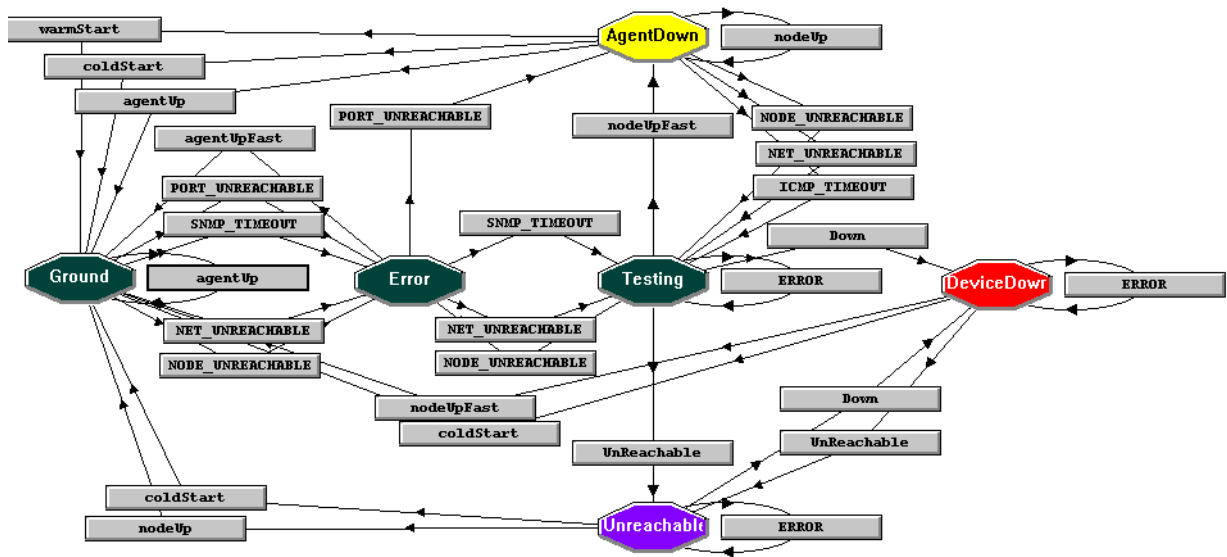 warmStart
AgentDown
nodeUp
coldStart
agentUp
PORT_UNREACHABLE
nodeUpFast
NODE_UNREACHABLE
agentUpFast
NET_UNREACHABLE
PORT_UNREACHABLE
ICMP_TIMEOUT
SNMP_TIMEOUT
SNMP_TIMEOUT
Down
Ground
agentUp
Error
Testing
ERROR
DeviceDowr
ERROR
NET_UNREACHABLE
NET_UNREACHABLE
NODE_UNREACHABLE
NODE_UNREACHABLE
nodeUpFast
Down
coldStart
UnReachable
UnReachable
coldStart
nodeUp
Unreachable
ERROR